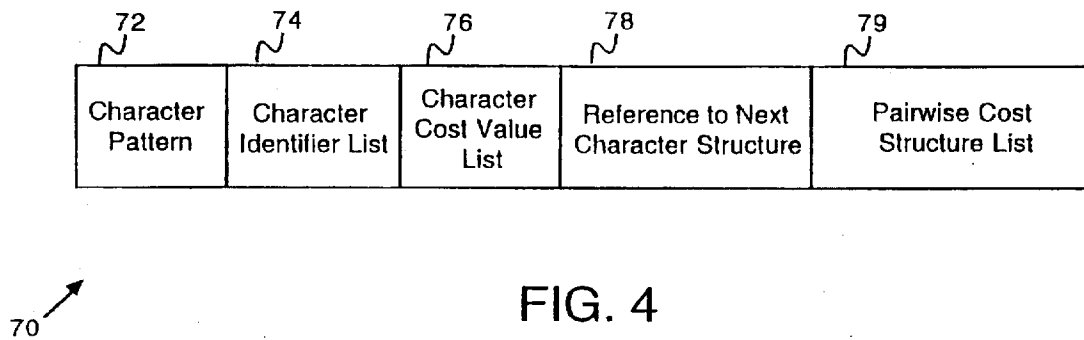 72 74 76 78 79
Character Pattern
Character Identifier List
Character Cost Value List
Reference to Next Character Structure
Pairwise Cost Structure List
70
FIG. 4